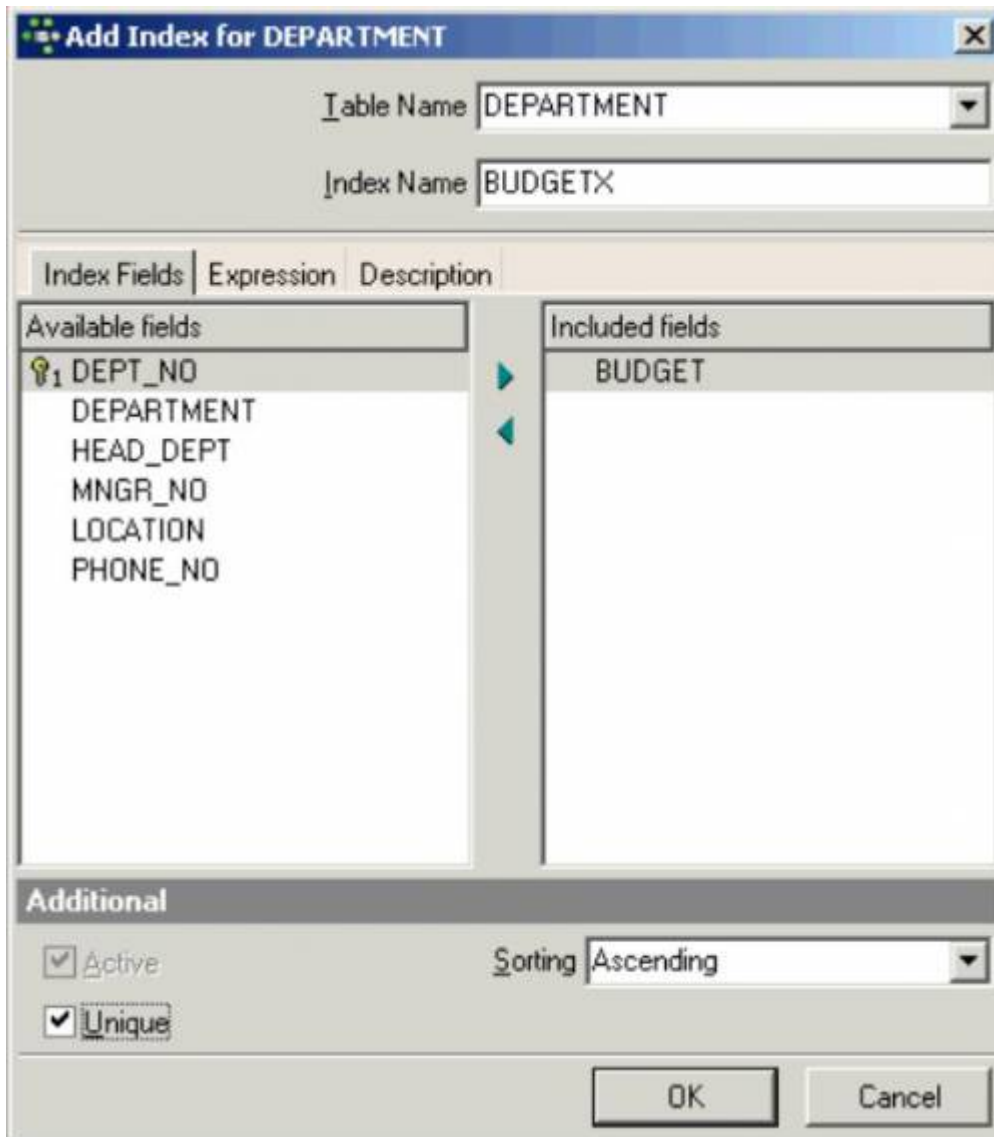 Add Index for DEPARTMENT
Table Name DEPARTMENT
Index Name BUDGETX
Index Fields Expression Description
Available fields
1 DEPT_NO
DEPARTMENT
HEAD_DEPT
MNGR_NO
LOCATION
PHONE_NO
Included fields
BUDGET
Additional
Active
Sorting Ascending
Unique
OK Cancel